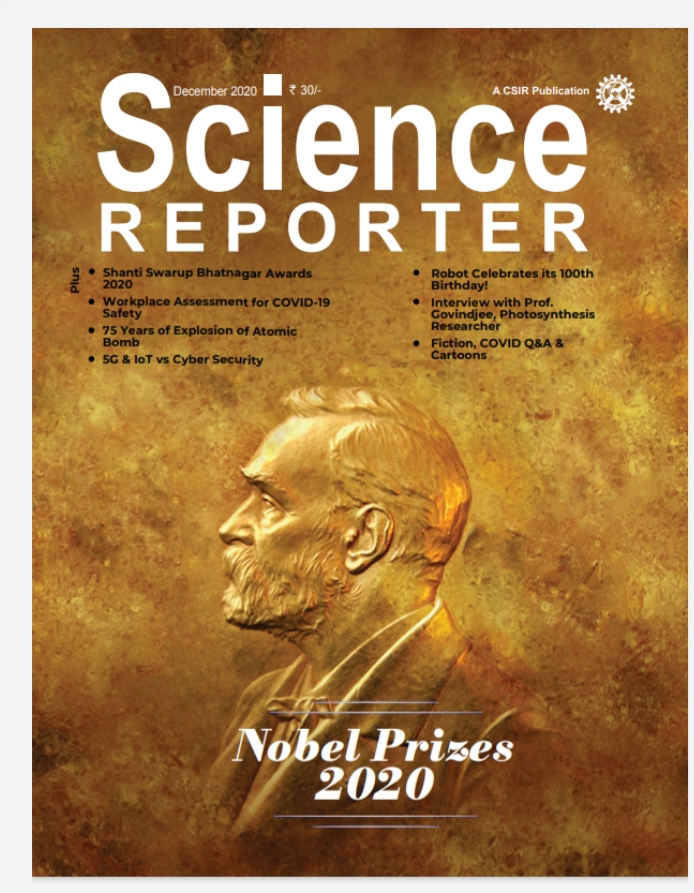 December 2020 ₹ 30/-
A CSIR Publication
Science
REPORTER
Plus
• Shanti Swarup Bhatnagar Awards
2020
• Workplace Assessment for COVID-19
Safety
• 75 Years of Explosion of Atomic
Bomb
• 5G & IoT vs Cyber Security
• Robot Celebrates its 100th
Birthday!
• Interview with Prof.
Govindjee, Photosynthesis
Researcher
• Fiction, COVID Q&A &
Cartoons
Nobel Prizes
2020